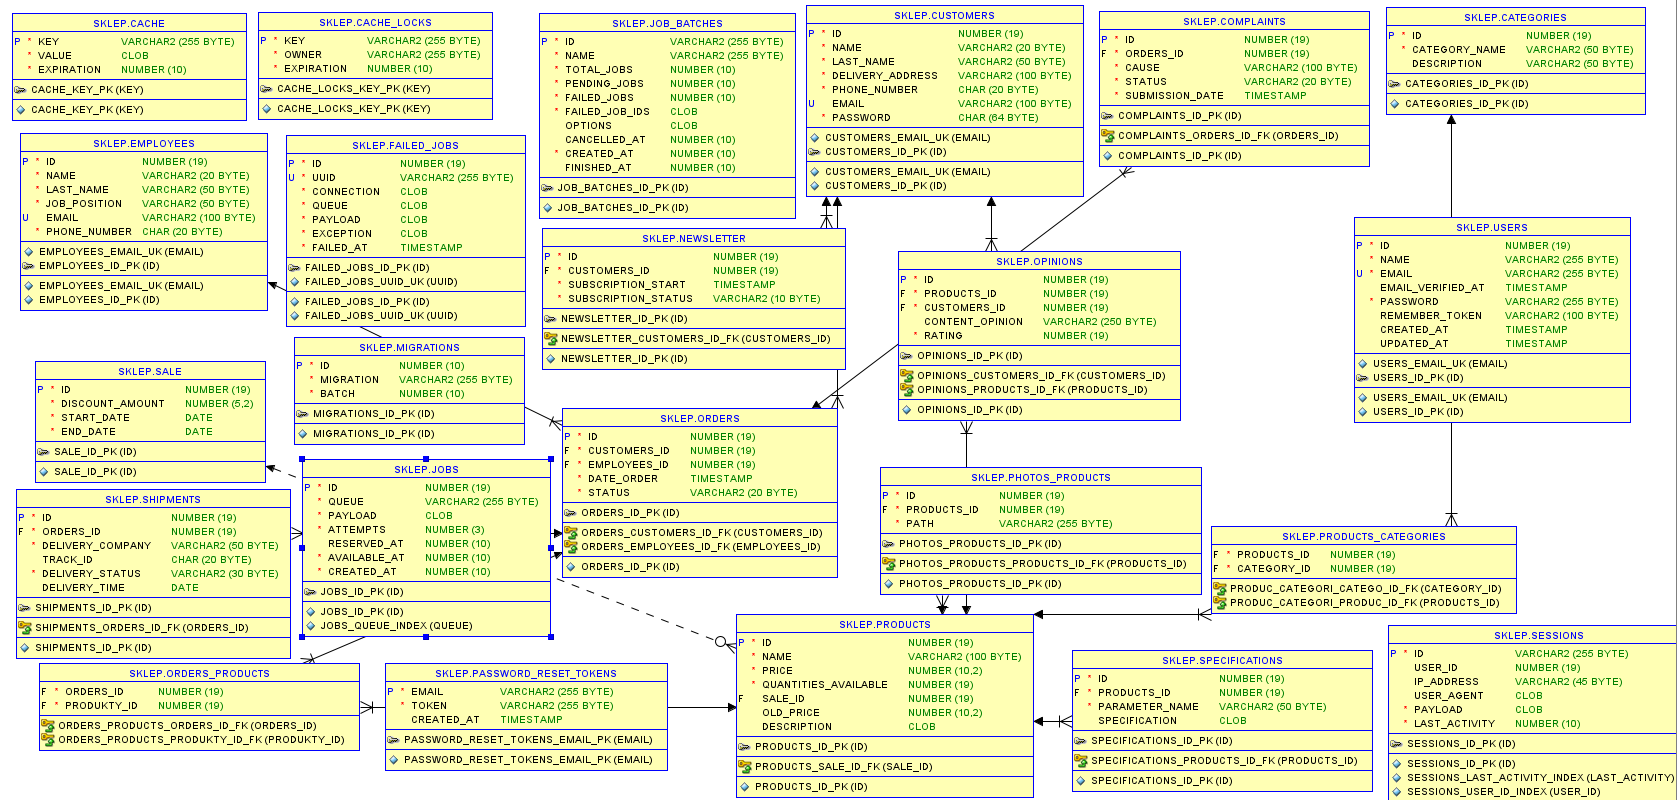 SKLEP.CACHE
P * KEY VARCHAR2 (255 BYTE)
* VALUE CLOB
* EXPIRATION NUMBER (10)
CACHE_KEY_PK (KEY)
CACHE_KEY_PK (KEY)
SKLEP.CACHE_LOCKS
P * KEY VARCHAR2 (255 BYTE)
* OWNER VARCHAR2 (255 BYTE)
* EXPIRATION NUMBER (10)
CACHE_LOCKS_KEY_PK (KEY)
CACHE_LOCKS_KEY_PK (KEY)
SKLEP.JOB_BATCHES
P * ID VARCHAR2 (255 BYTE)
* NAME VARCHAR2 (255 BYTE)
* TOTAL_JOBS NUMBER (10)
* PENDING_JOBS NUMBER (10)
* FAILED_JOBS NUMBER (10)
* FAILED_JOB_IDS CLOB
OPTIONS CLOB
CANCELLED_AT NUMBER (10)
* CREATED_AT NUMBER (10)
FINISHED_AT NUMBER (10)
JOB_BATCHES_ID_PK (ID)
JOB_BATCHES_ID_PK (ID)
SKLEP.CUSTOMERS
P * ID NUMBER (19)
* NAME VARCHAR2 (20 BYTE)
* LAST_NAME VARCHAR2 (50 BYTE)
* DELIVERY_ADDRESS VARCHAR2 (100 BYTE)
* PHONE_NUMBER CHAR (20 BYTE)
U EMAIL VARCHAR2 (100 BYTE)
* PASSWORD CHAR (64 BYTE)
CUSTOMERS_EMAIL_UK (EMAIL)
CUSTOMERS_ID_PK (ID)
CUSTOMERS_EMAIL_UK (EMAIL)
CUSTOMERS_ID_PK (ID)
SKLEP.COMPLAINTS
P * ID NUMBER (19)
F * ORDERS_ID NUMBER (19)
* CAUSE VARCHAR2 (100 BYTE)
* STATUS VARCHAR2 (20 BYTE)
* SUBMISSION_DATE TIMESTAMP
COMPLAINTS_ID_PK (ID)
COMPLAINTS_ORDERS_ID_FK (ORDERS_ID)
COMPLAINTS_ID_PK (ID)
SKLEP.CATEGORIES
P * ID NUMBER (19)
* CATEGORY_NAME VARCHAR2 (50 BYTE)
DESCRIPTION VARCHAR2 (50 BYTE)
CATEGORIES_ID_PK (ID)
CATEGORIES_ID_PK (ID)
SKLEP.EMPLOYEES
P * ID NUMBER (19)
* NAME VARCHAR2 (20 BYTE)
* LAST_NAME VARCHAR2 (50 BYTE)
* JOB_POSITION VARCHAR2 (50 BYTE)
U EMAIL VARCHAR2 (100 BYTE)
* PHONE_NUMBER CHAR (20 BYTE)
EMPLOYEES_EMAIL_UK (EMAIL)
EMPLOYEES_ID_PK (ID)
EMPLOYEES_EMAIL_UK (EMAIL)
EMPLOYEES_ID_PK (ID)
SKLEP.FAILED_JOBS
P * ID NUMBER (19)
U * UUID VARCHAR2 (255 BYTE)
* CONNECTION CLOB
* QUEUE CLOB
* PAYLOAD CLOB
* EXCEPTION CLOB
* FAILED_AT TIMESTAMP
FAILED_JOBS_ID_PK (ID)
FAILED_JOBS_UUID_UK (UUID)
FAILED_JOBS_ID_PK (ID)
FAILED_JOBS_UUID_UK (UUID)
SKLEP.NEWSLETTER
P * ID NUMBER (19)
F * CUSTOMERS_ID NUMBER (19)
* SUBSCRIPTION_START TIMESTAMP
* SUBSCRIPTION_STATUS VARCHAR2 (10 BYTE)
NEWSLETTER_ID_PK (ID)
NEWSLETTER_CUSTOMERS_ID_FK (CUSTOMERS_ID)
NEWSLETTER_ID_PK (ID)
SKLEP.OPINIONS
P * ID NUMBER (19)
F * PRODUCTS_ID NUMBER (19)
F * CUSTOMERS_ID NUMBER (19)
CONTENT_OPINION VARCHAR2 (250 BYTE)
* RATING NUMBER (19)
OPINIONS_ID_PK (ID)
OPINIONS_CUSTOMERS_ID_FK (CUSTOMERS_ID)
OPINIONS_PRODUCTS_ID_FK (PRODUCTS_ID)
OPINIONS_ID_PK (ID)
SKLEP.USERS
P * ID NUMBER (19)
* NAME VARCHAR2 (255 BYTE)
U * EMAIL VARCHAR2 (255 BYTE)
EMAIL_VERIFIED_AT TIMESTAMP
* PASSWORD VARCHAR2 (255 BYTE)
REMEMBER_TOKEN VARCHAR2 (100 BYTE)
CREATED_AT TIMESTAMP
UPDATED_AT TIMESTAMP
USERS_EMAIL_UK (EMAIL)
USERS_ID_PK (ID)
USERS_EMAIL_UK (EMAIL)
USERS_ID_PK (ID)
SKLEP.SALE
P * ID NUMBER (19)
* DISCOUNT_AMOUNT NUMBER (5,2)
* START_DATE DATE
* END_DATE DATE
SALE_ID_PK (ID)
SALE_ID_PK (ID)
SKLEP.MIGRATIONS
P * ID NUMBER (10)
* MIGRATION VARCHAR2 (255 BYTE)
* BATCH NUMBER (10)
MIGRATIONS_ID_PK (ID)
MIGRATIONS_ID_PK (ID)
SKLEP.ORDERS
P * ID NUMBER (19)
F * CUSTOMERS_ID NUMBER (19)
F * EMPLOYEES_ID NUMBER (19)
* DATE_ORDER TIMESTAMP
* STATUS VARCHAR2 (20 BYTE)
ORDERS_ID_PK (ID)
ORDERS_CUSTOMERS_ID_FK (CUSTOMERS_ID)
ORDERS_EMPLOYEES_ID_FK (EMPLOYEES_ID)
ORDERS_ID_PK (ID)
SKLEP.JOBS
P * ID NUMBER (19)
* QUEUE VARCHAR2 (255 BYTE)
* PAYLOAD CLOB
* ATTEMPTS NUMBER (3)
RESERVED_AT NUMBER (10)
* AVAILABLE_AT NUMBER (10)
* CREATED_AT NUMBER (10)
JOBS_ID_PK (ID)
JOBS_ID_PK (ID)
JOBS_QUEUE_INDEX (QUEUE)
SKLEP.SHIPMENTS
P * ID NUMBER (19)
F * ORDERS_ID NUMBER (19)
* DELIVERY_COMPANY VARCHAR2 (50 BYTE)
TRACK_ID CHAR (20 BYTE)
* DELIVERY_STATUS VARCHAR2 (30 BYTE)
DELIVERY_TIME DATE
SHIPMENTS_ID_PK (ID)
SHIPMENTS_ORDERS_ID_FK (ORDERS_ID)
SHIPMENTS_ID_PK (ID)
SKLEP.PHOTOS_PRODUCTS
P * ID NUMBER (19)
F * PRODUCTS_ID NUMBER (19)
* PATH VARCHAR2 (255 BYTE)
PHOTOS_PRODUCTS_ID_PK (ID)
PHOTOS_PRODUCTS_PRODUCTS_ID_FK (PRODUCTS_ID)
PHOTOS_PRODUCTS_ID_PK (ID)
SKLEP.PRODUCTS_CATEGORIES
F * PRODUCTS_ID NUMBER (19)
F * CATEGORY_ID NUMBER (19)
PRODUC_CATEGORI_CATEGO_ID_FK (CATEGORY_ID)
PRODUC_CATEGORI_PRODUC_ID_FK (PRODUCTS_ID)
SKLEP.ORDERS_PRODUCTS
F * ORDERS_ID NUMBER (19)
F * PRODUKTY_ID NUMBER (19)
ORDERS_PRODUCTS_ORDERS_ID_FK (ORDERS_ID)
ORDERS_PRODUCTS_PRODUKTY_ID_FK (PRODUKTY_ID)
SKLEP.PASSWORD_RESET_TOKENS
P * EMAIL VARCHAR2 (255 BYTE)
* TOKEN VARCHAR2 (255 BYTE)
CREATED_AT TIMESTAMP
PASSWORD_RESET_TOKENS_EMAIL_PK (EMAIL)
PASSWORD_RESET_TOKENS_EMAIL_PK (EMAIL)
SKLEP.PRODUCTS
P * ID NUMBER (19)
* NAME VARCHAR2 (100 BYTE)
* PRICE NUMBER (10,2)
* QUANTITIES_AVAILABLE NUMBER (19)
F SALE_ID NUMBER (19)
OLD_PRICE NUMBER (10,2)
DESCRIPTION CLOB
PRODUCTS_ID_PK (ID)
PRODUCTS_SALE_ID_FK (SALE_ID)
PRODUCTS_ID_PK (ID)
SKLEP.SPECIFICATIONS
P * ID NUMBER (19)
F * PRODUCTS_ID NUMBER (19)
* PARAMETER_NAME VARCHAR2 (50 BYTE)
SPECIFICATION CLOB
SPECIFICATIONS_ID_PK (ID)
SPECIFICATIONS_PRODUCTS_ID_FK (PRODUCTS_ID)
SPECIFICATIONS_ID_PK (ID)
SKLEP.SESSIONS
P * ID VARCHAR2 (255 BYTE)
USER_ID NUMBER (19)
IP_ADDRESS VARCHAR2 (45 BYTE)
USER_AGENT CLOB
* PAYLOAD CLOB
* LAST_ACTIVITY NUMBER (10)
SESSIONS_ID_PK (ID)
SESSIONS_ID_PK (ID)
SESSIONS_LAST_ACTIVITY_INDEX (LAST_ACTIVITY)
SESSIONS_USER_ID_INDEX (USER_ID)